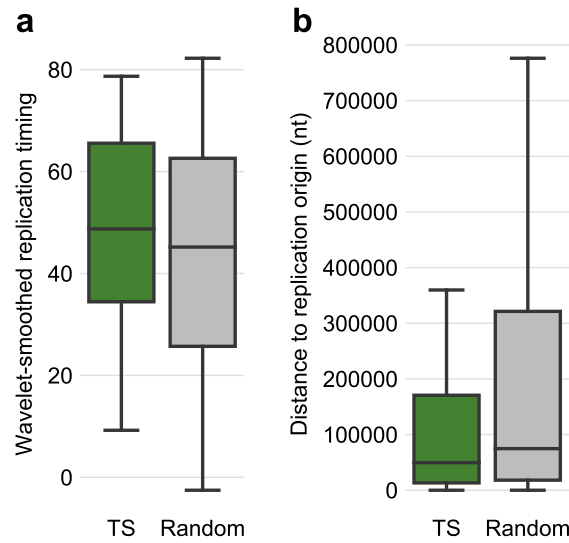 a
Wavelet-smoothed replication timing
80
60
40
20
0
TS Random
b
Distance to replication origin (nt)
800000
700000
600000
500000
400000
300000
200000
100000
0
TS Random